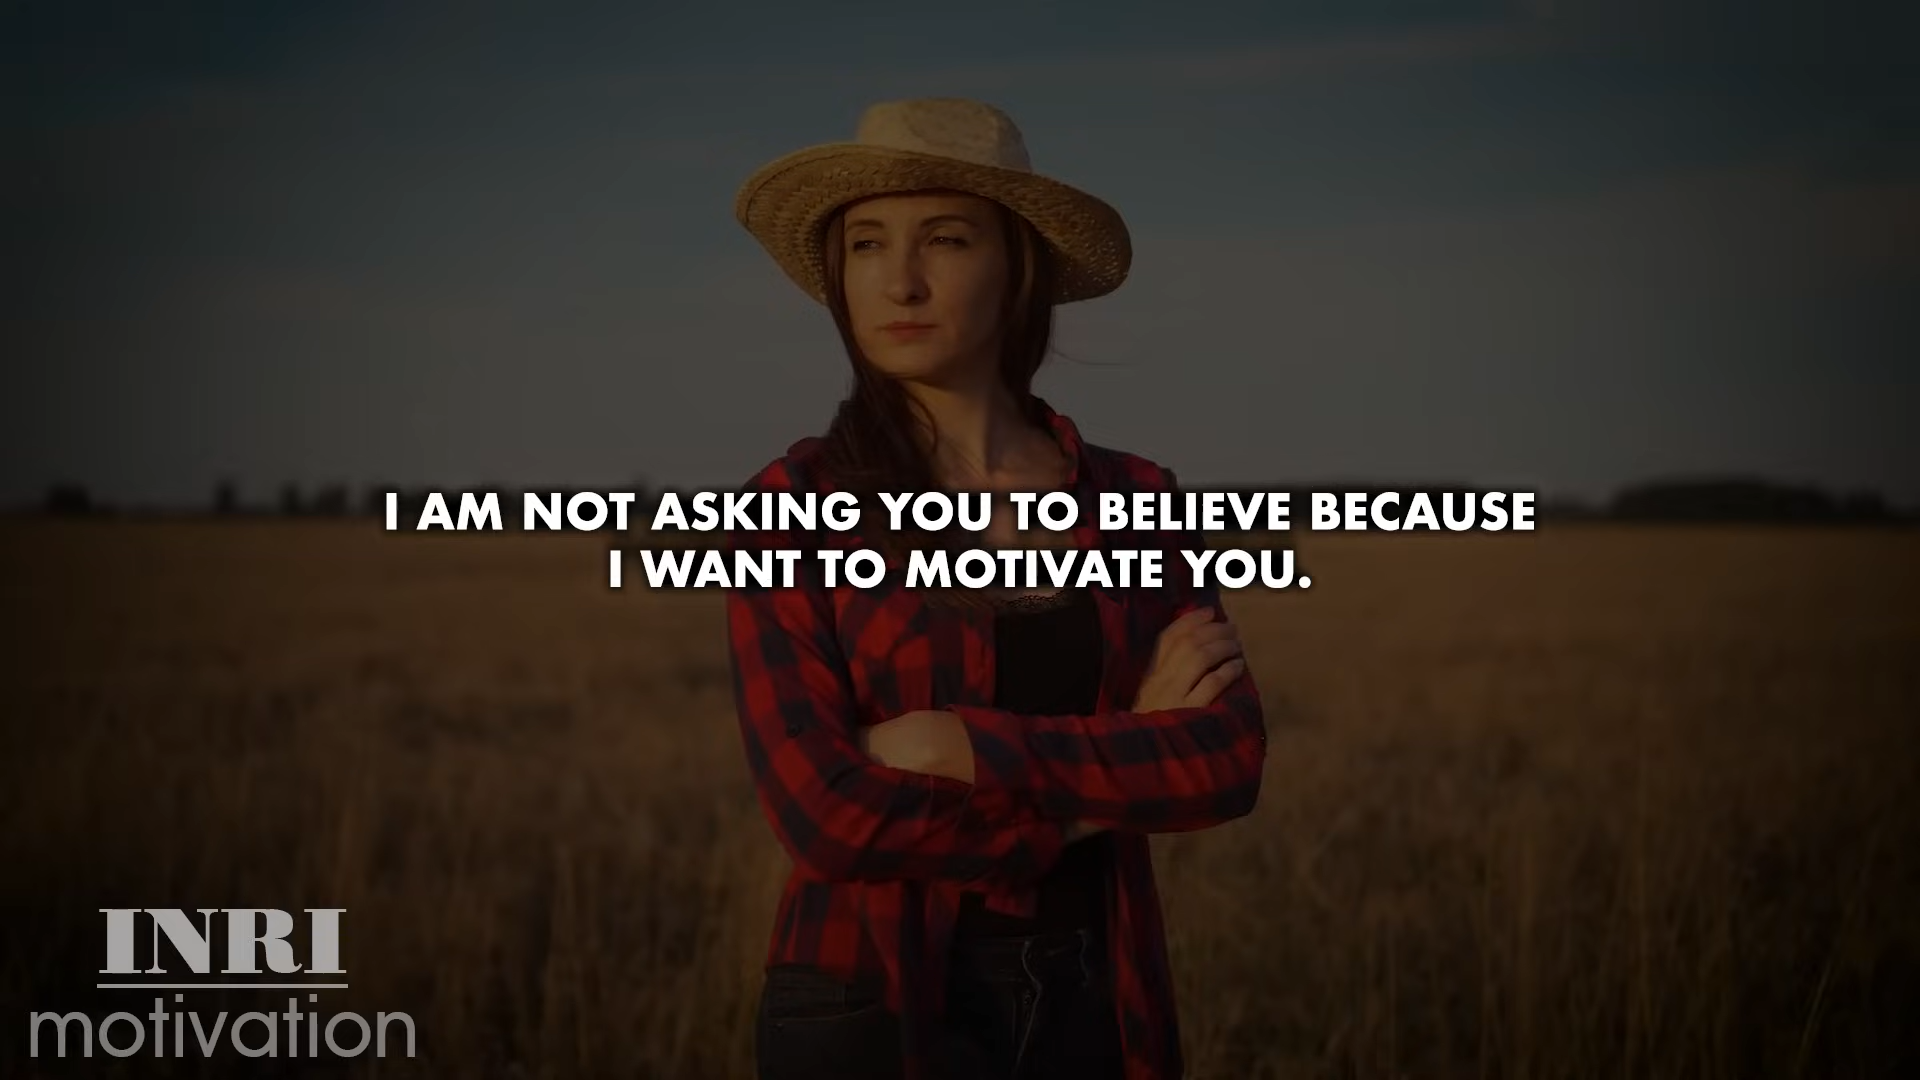 I AM NOT ASKING YOU TO BELIEVE BECAUSE
I WANT TO MOTIVATE YOU.
INRI
motivation